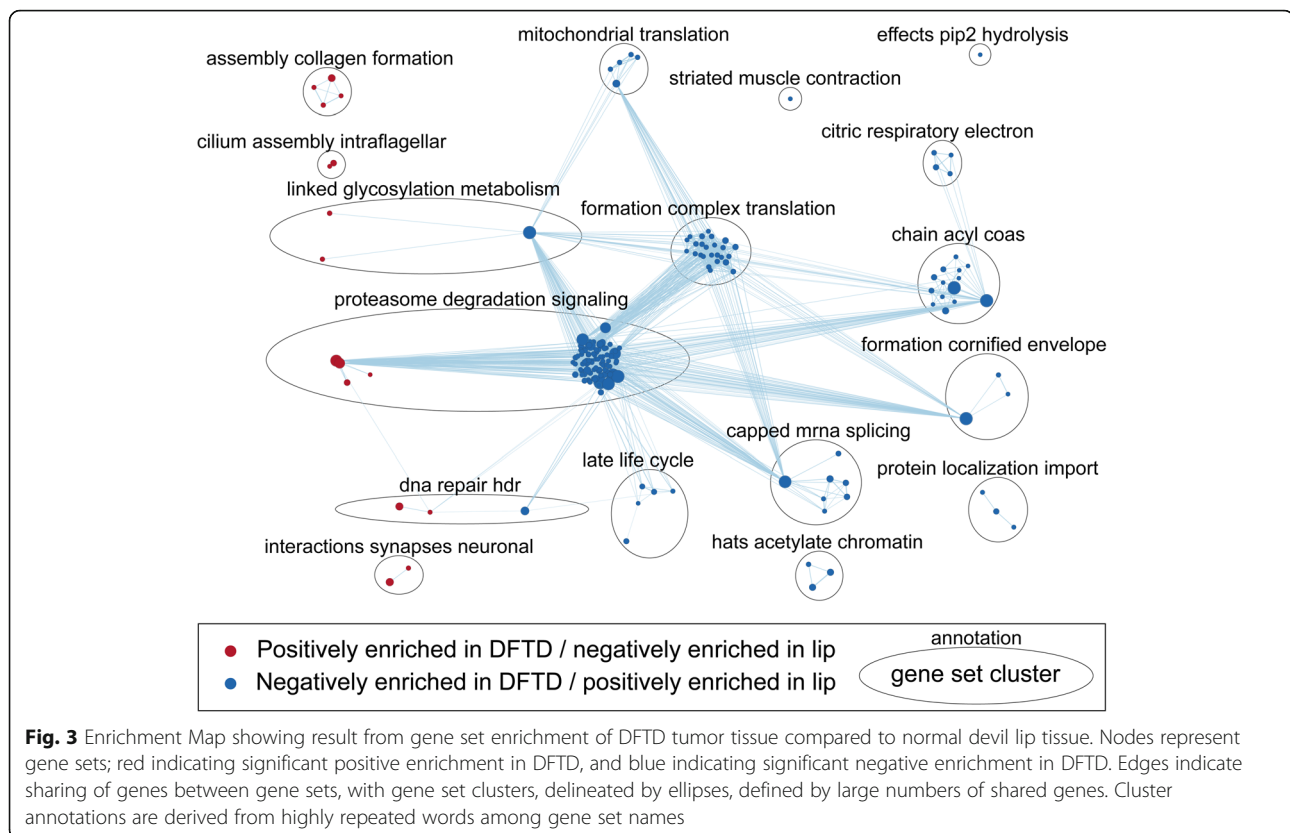 mitochondrial translation
effects pip2 hydrolysis
assembly collagen formation
striated muscle contraction
citric respiratory electron
cilium assembly intraflagellar
linked glycosylation metabolism
formation complex translation
chain acyl coas
proteasome degradation signaling
formation cornified envelope
capped mrna splicing
late life cycle
protein localization import
dna repair hdr
interactions synapses neuronal
hats acetylate chromatin
Positively enriched in DFTD / negatively enriched in lip
Negatively enriched in DFTD / positively enriched in lip
annotation
gene set cluster
Fig. 3 Enrichment Map showing result from gene set enrichment of DFTD tumor tissue compared to normal devil lip tissue. Nodes represent
gene sets; red indicating significant positive enrichment in DFTD, and blue indicating significant negative enrichment in DFTD. Edges indicate
sharing of genes between gene sets, with gene set clusters, delineated by ellipses, defined by large numbers of shared genes. Cluster
annotations are derived from highly repeated words among gene set names